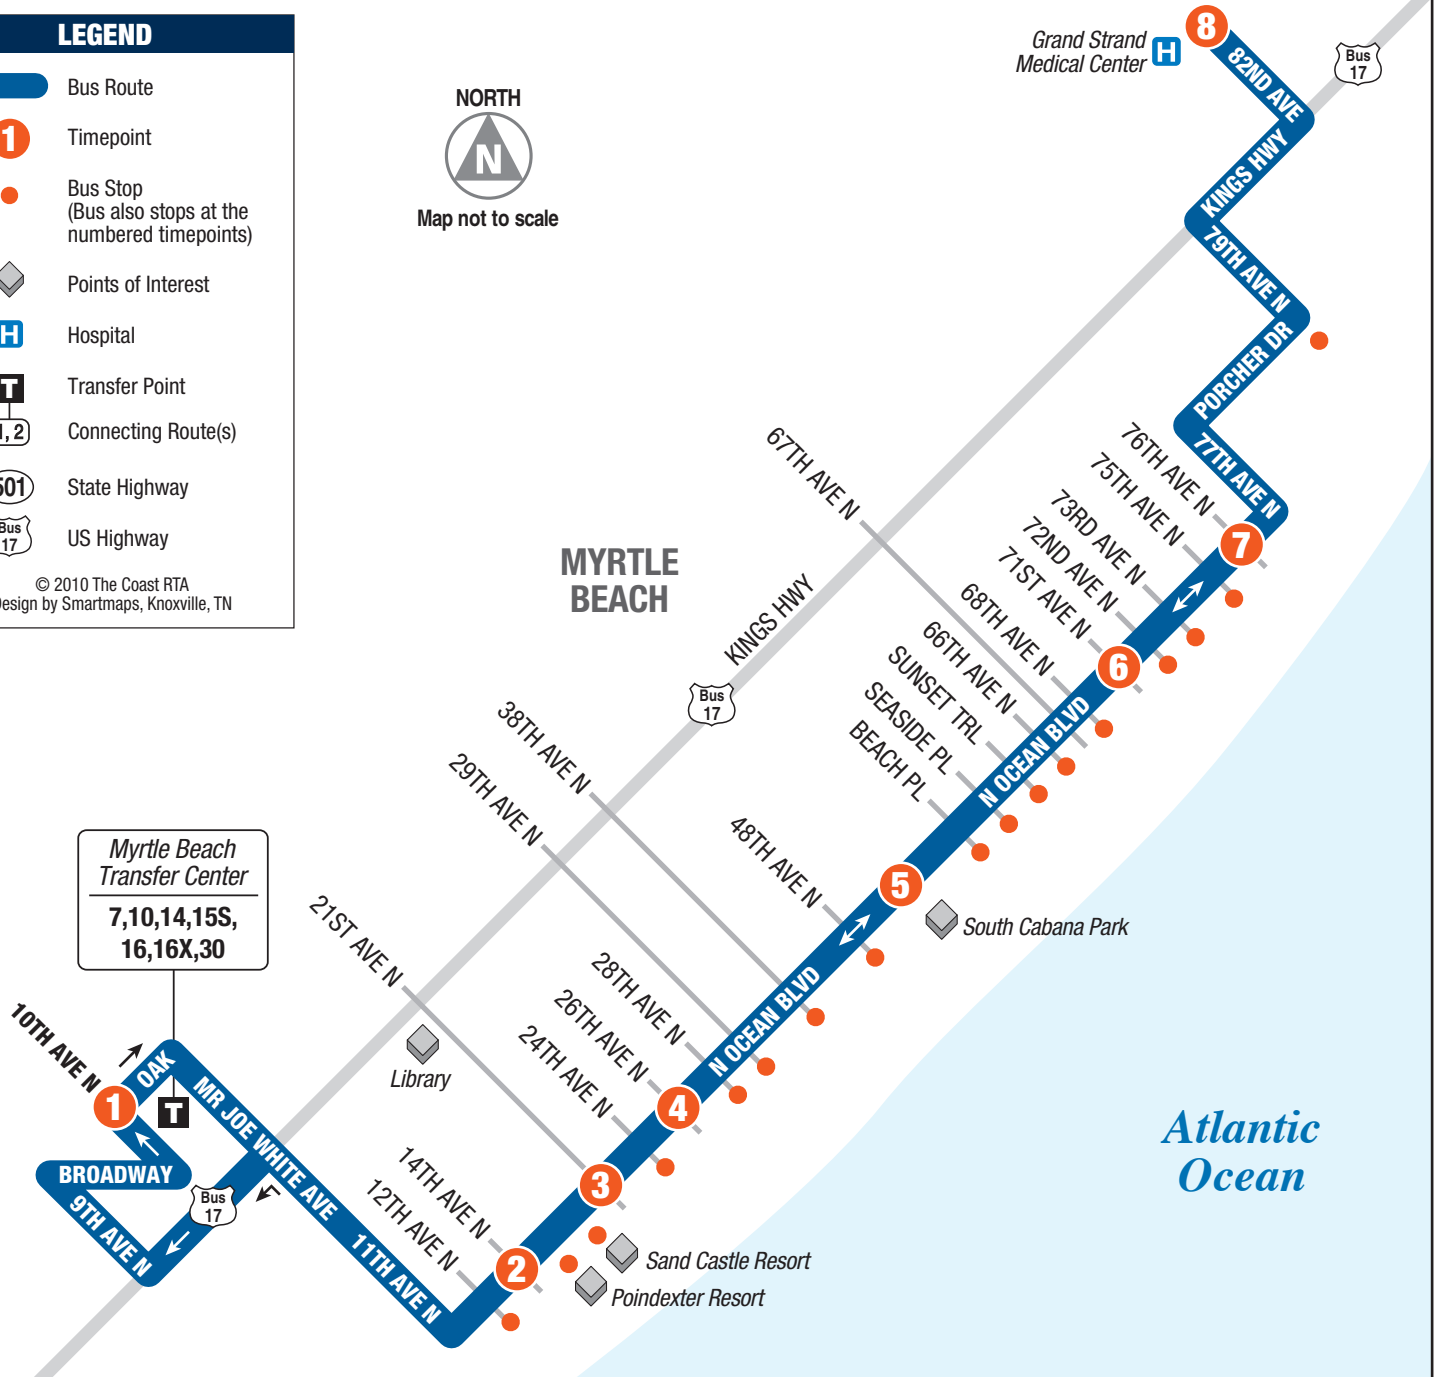 LEGEND
Bus Route
1
Timepoint
Bus Stop
(Bus also stops at the
numbered timepoints)
Points of Interest
H
Hospital
T
Transfer Point
, 2
Connecting Route(s)
501
State Highway
Bus
17
US Highway
© 2010 The Coast RTA
Design by Smartmaps, Knoxville, TN
NORTH
N
Map not to scale
Grand Strand
Medical Center
H
8
82ND AVE
Bus
17
KINGS HWY
79TH AVE N
PORCHER DR
77TH AVE N
76TH AVE N
75TH AVE N
73RD AVE N
72ND AVE N
71ST AVE N
7
67TH AVE N
68TH AVE N
66TH AVE N
SUNSET TRL
SEASIDE PL
BEACH PL
6
N OCEAN BLVD
MYRTLE
BEACH
KINGS HWY
Bus
17
38TH AVE N
29TH AVE N
48TH AVE N
5
South Cabana Park
21ST AVE N
28TH AVE N
26TH AVE N
24TH AVE N
N OCEAN BLVD
4
Myrtle Beach
Transfer Center
7,10,14,15S,
16,16X,30
Library
10TH AVE N
1
OAK
T
MR JOE WHITE AVE
BROADWAY
Bus
17
9TH AVE N
11TH AVE N
14TH AVE N
12TH AVE N
3
2
Sand Castle Resort
Poindexter Resort
Atlantic
Ocean